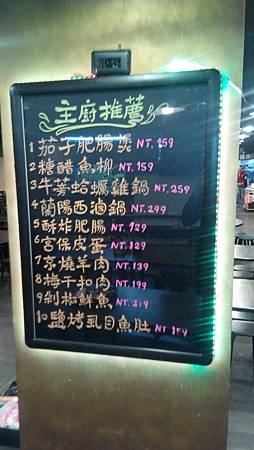 主廚推薦
1 茄子肥腸煲 NT.159
2 糖醋魚柳 NT.159
3 牛蒡蛤蠣雞鍋 NT.259
4 蘭陽西滷鍋 NT.299
5 酥炸肥腸 NT.129
6 宮保皮蛋 NT.129
7 京燒羊肉 NT.139
8 梅干扣肉 NT.199
9 剁椒鮮魚 NT.219
10 鹽烤虱目魚肚 NT.159